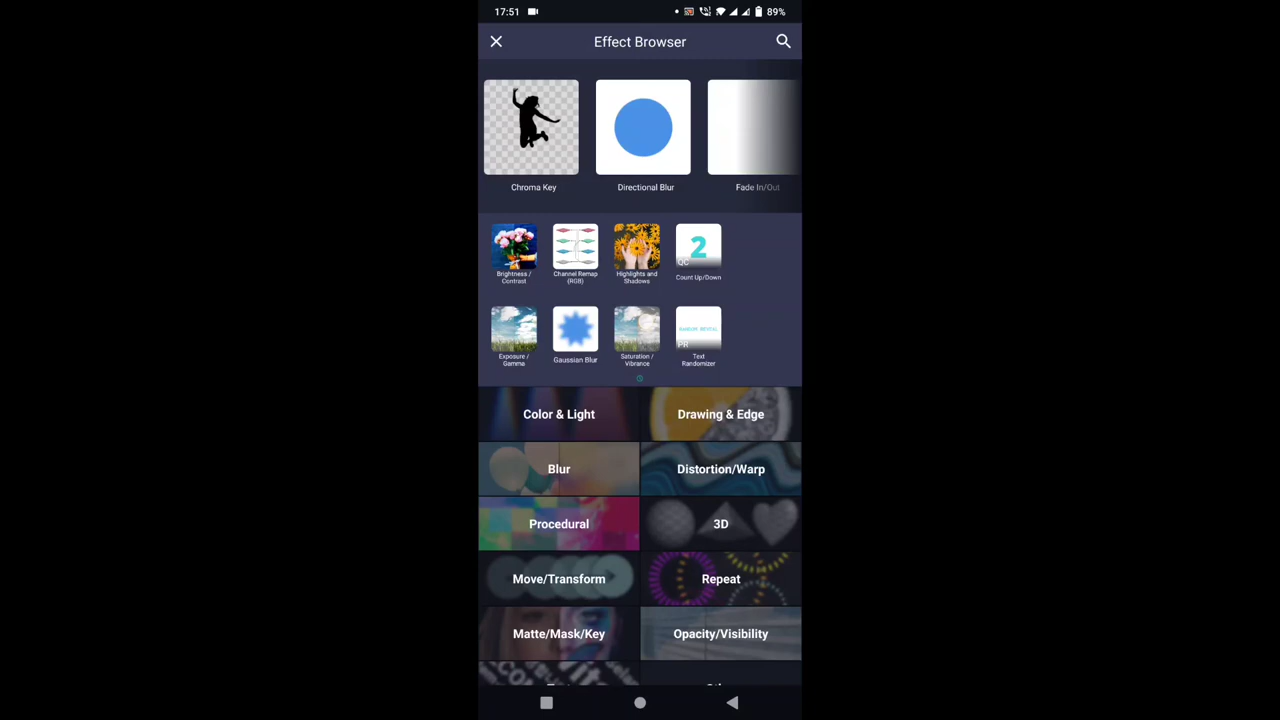 17:51
89%
Effect Browser
Chroma Key
Directional Blur
Fade In/Out
Brightness /
Contrast
Channel Remap
(RGB)
Highlights and
Shadows
2
QC
Count Up/Down
Exposure /
Gamma
Gaussian Blur
Saturation /
Vibrance
PR
Text
Randomizer
Color & Light
Drawing & Edge
Blur
Distortion/Warp
Procedural
3D
Move/Transform
Repeat
Matte/Mask/Key
Opacity/Visibility